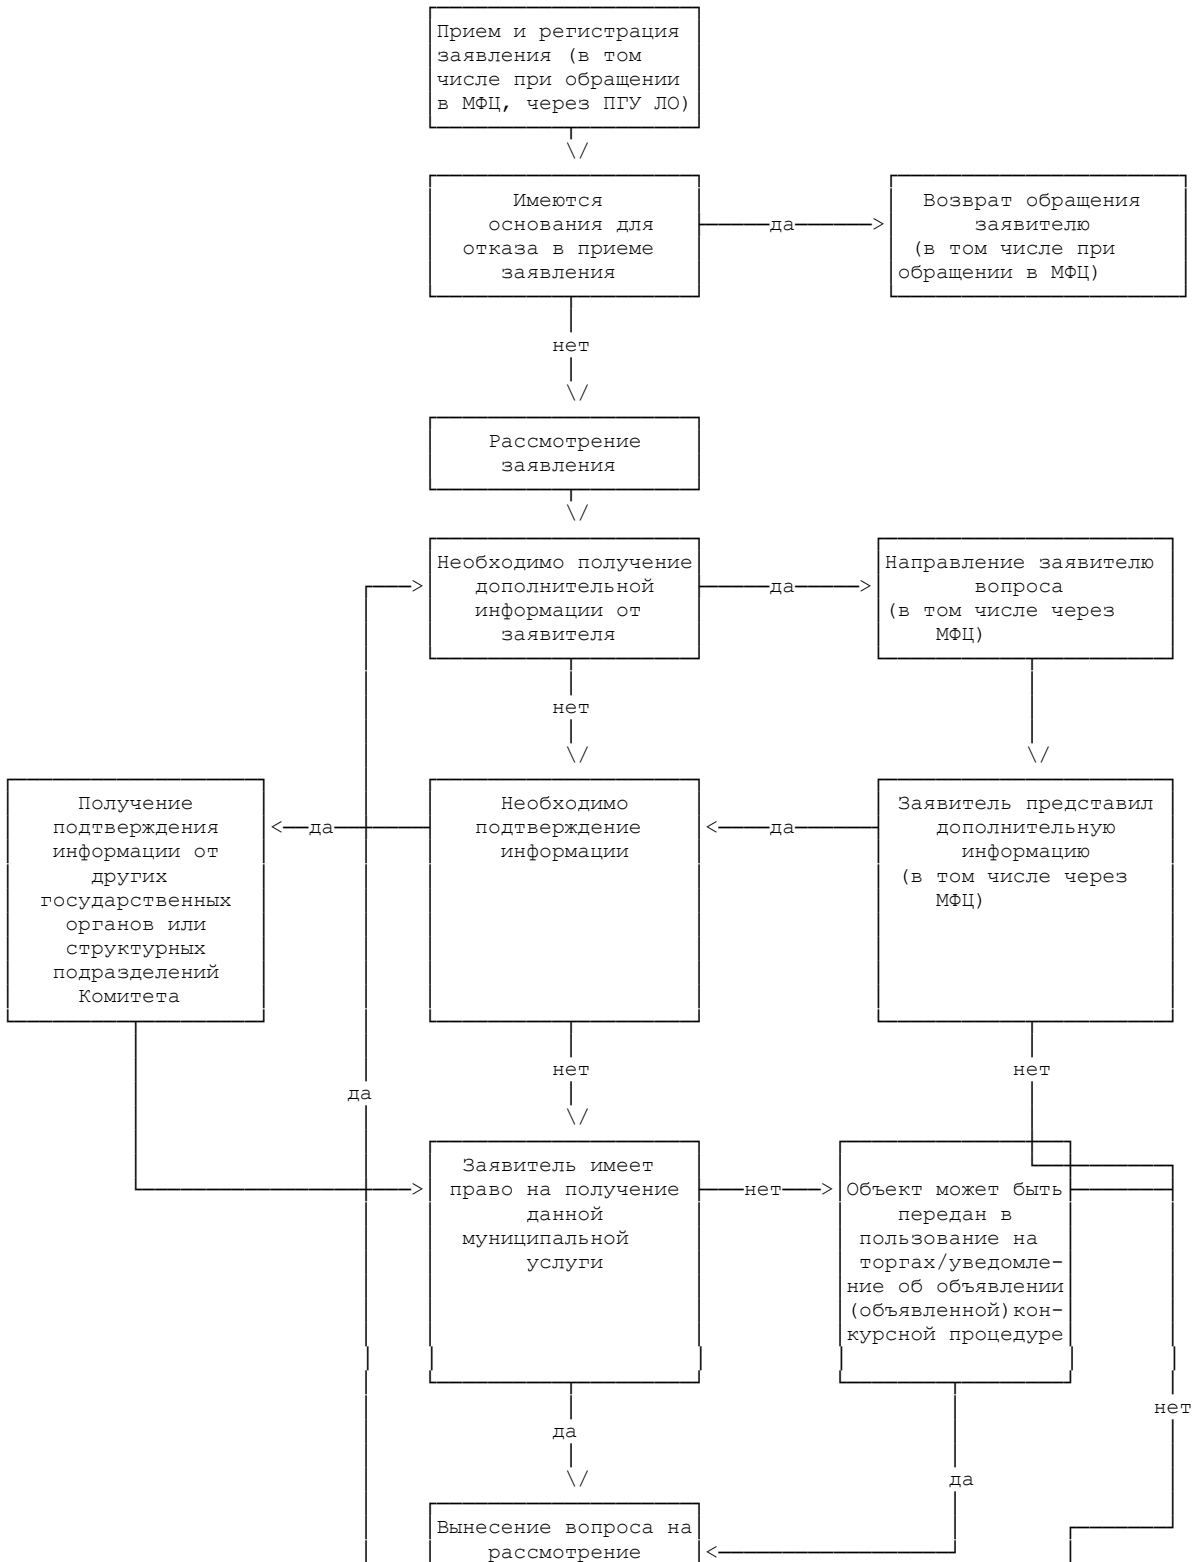 Прием и регистрация
заявления (в том
числе при обращении
в МФЦ, через ПГУ ЛО)
Имеются
основания для
отказа в приеме
заявления
да
Возврат обращения
заявителю
(в том числе при
обращении в МФЦ)
нет
Рассмотрение
заявления
Необходимо получение
дополнительной
информации от
заявителя
да
Направление заявителю
вопроса
(в том числе через
МФЦ)
нет
Получение
подтверждения
информации от
других
государственных
органов или
структурных
подразделений
Комитета
да
Необходимо
подтверждение
информации
да
Заявитель представил
дополнительную
информацию
(в том числе через
МФЦ)
нет
нет
да
Заявитель имеет
право на получение
данной
муниципальной
услуги
нет
Объект может быть
передан в
пользование на
торгах/уведомле-
ние об объявлении
(объявленной)кон-
курсной процедуре
нет
да
да
Вынесение вопроса на
рассмотрение